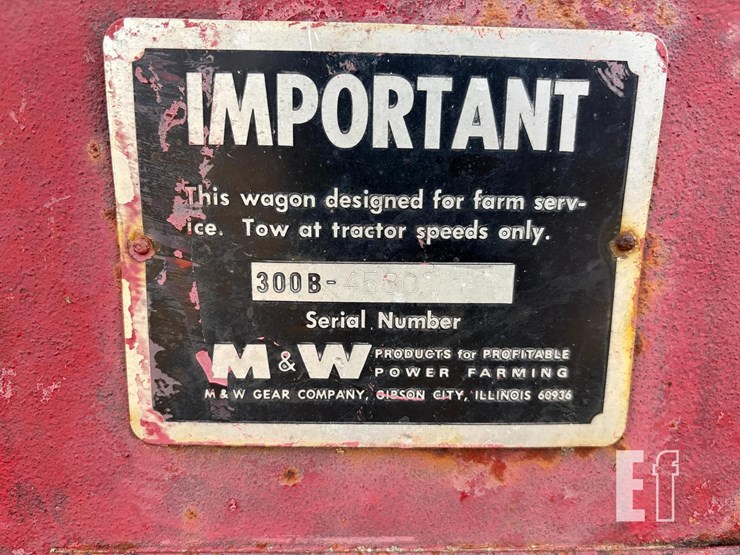 IMPORTANT
This wagon designed for farm serv-
ice. Tow at tractor speeds only.
300B-
Serial Number
M & W PRODUCTS for PROFITABLE
POWER FARMING
M & W GEAR COMPANY, GIBSON CITY, ILLINOIS 60936
Ef